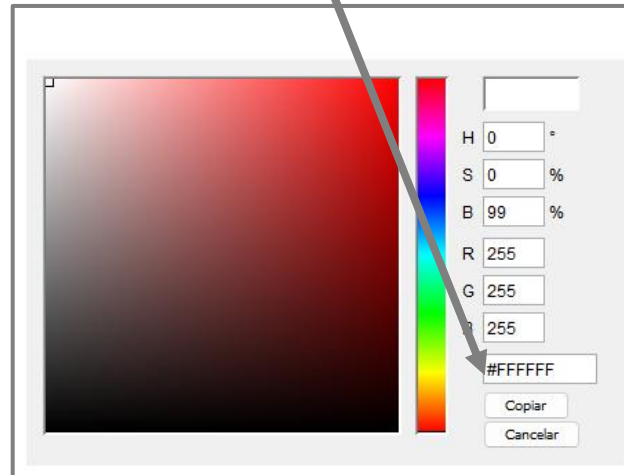 H 0 °
S 0 %
B 99 %
R 255
G 255
255
#FFFFFF
Copiar
Cancelar